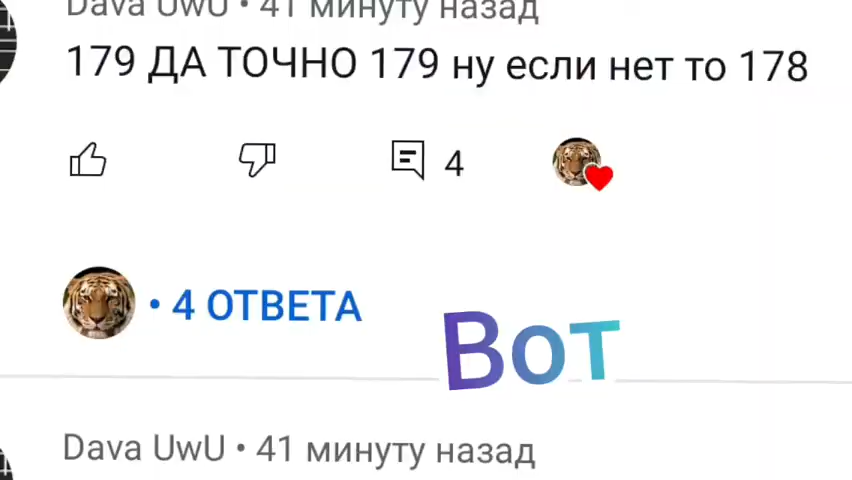 Dava UwU • 41 минуту назад
179 ДА ТОЧНО 179 ну если нет то 178
4
• 4 ОТВЕТА
Вот
Dava UwU • 41 минуту назад